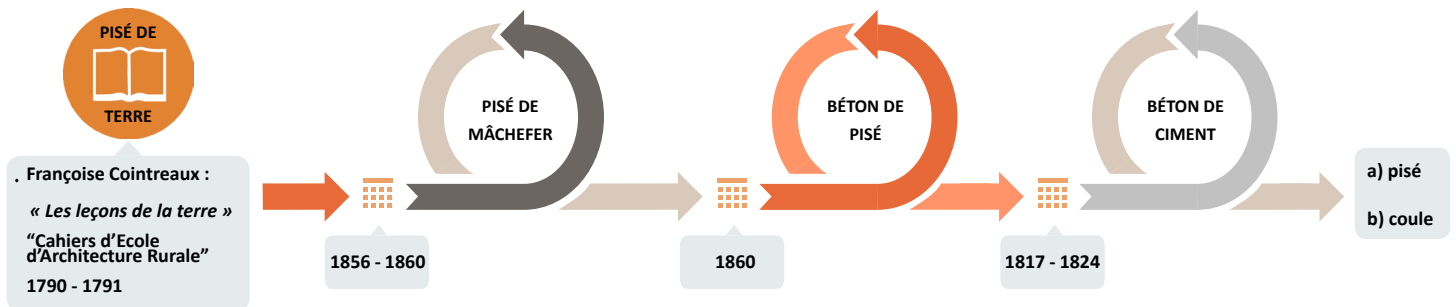 PISÉ DE
TERRE
. Françoise Cointreaux :
« Les leçons de la terre »
“Cahiers d’Ecole
d’Architecture Rurale”
1790 - 1791
PISÉ DE
MÂCHEFER
1856 - 1860
BÉTON DE
PISÉ
1860
BÉTON DE
CIMENT
1817 - 1824
a) pisé
b) coule